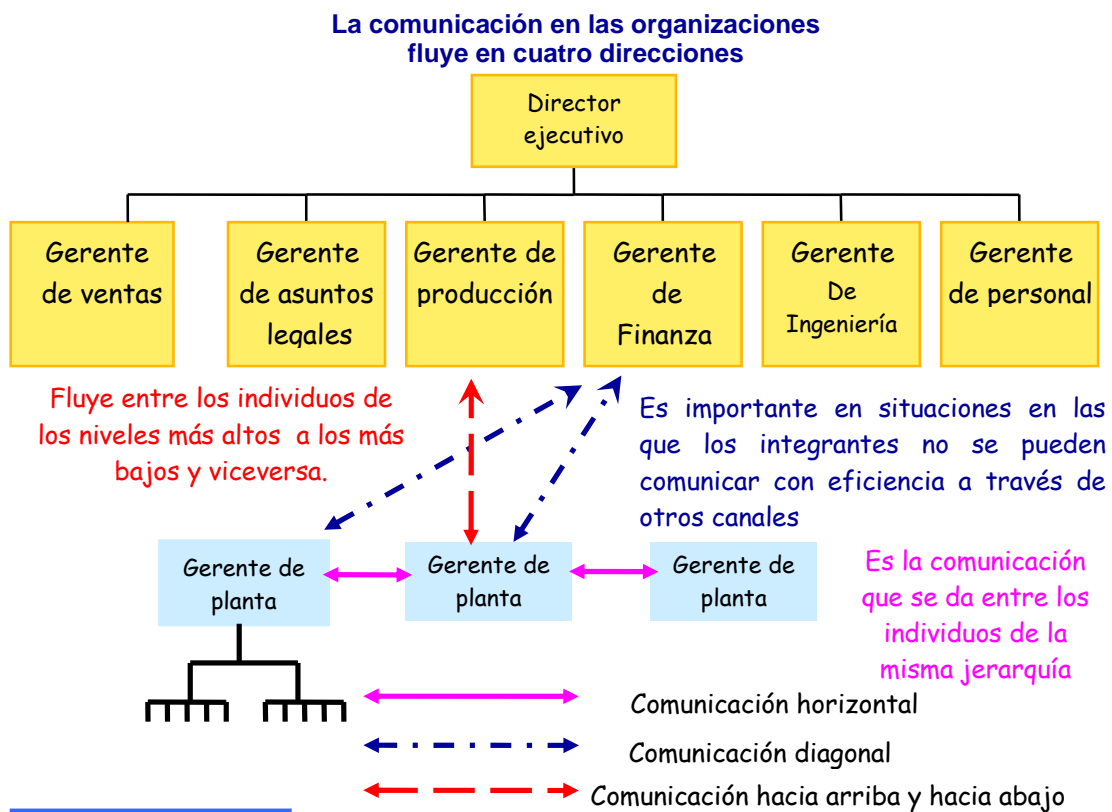 La comunicación en las organizaciones
fluye en cuatro direcciones
Director
ejecutivo
Gerente
de ventas
Gerente
de asuntos
legales
Gerente de
producción
Gerente
de
Finanza
Gerente
De
Ingeniería
Gerente
de personal
Fluye entre los individuos de
los niveles más altos a los más
bajos y viceversa.
Es importante en situaciones en las
que los integrantes no se pueden
comunicar con eficiencia a través de
otros canales
Gerente de
planta
Gerente de
planta
Gerente de
planta
Es la comunicación
que se da entre los
individuos de la
misma jerarquía
Comunicación horizontal
Comunicación diagonal
Comunicación hacia arriba y hacia abajo